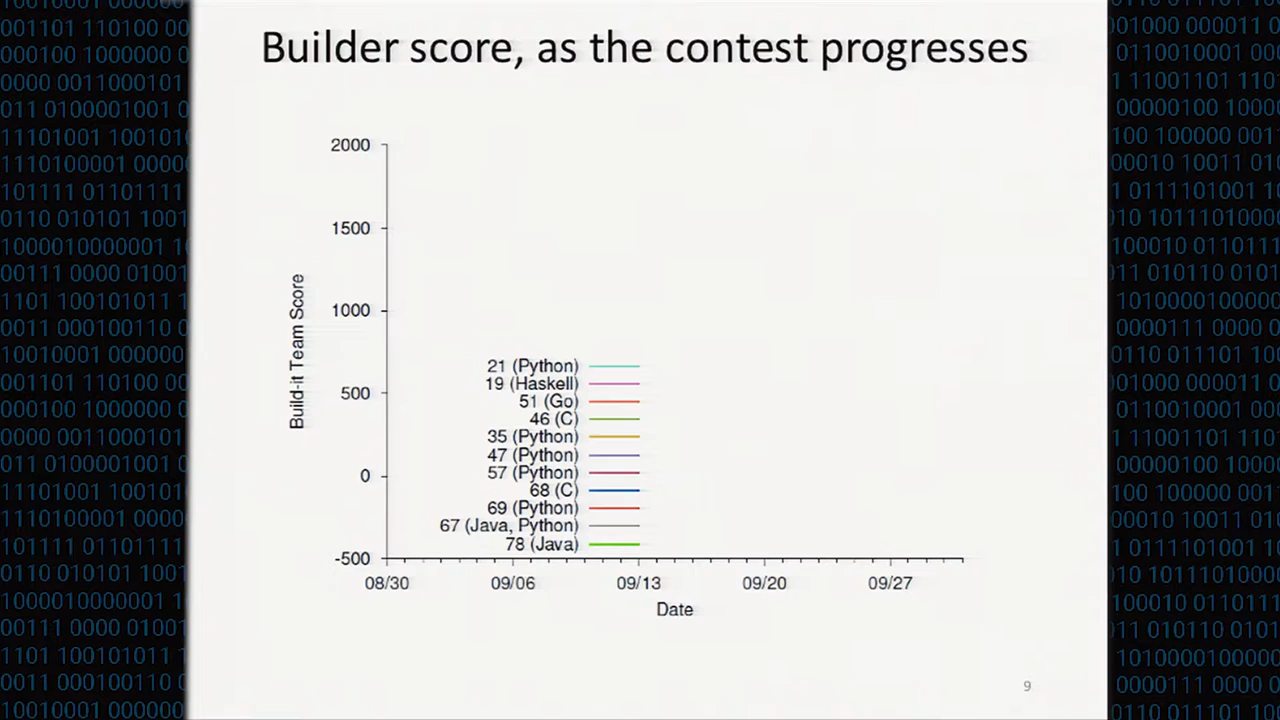 Builder score, as the contest progresses
2000
1500
1000
500
0
-500
Build-it Team Score
21 (Python)
19 (Haskell)
51 (Go)
46 (C)
35 (Python)
47 (Python)
57 (Python)
68 (C)
69 (Python)
67 (Java, Python)
78 (Java)
08/30 09/06 09/13 09/20 09/27
Date
9